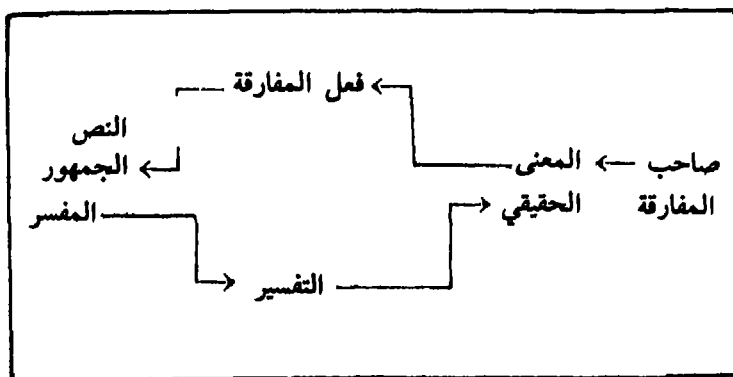 فعل المفارقة
النص
صاحب المعنى الجمهور
المفارقة الحقيقي المفسر
التفسير